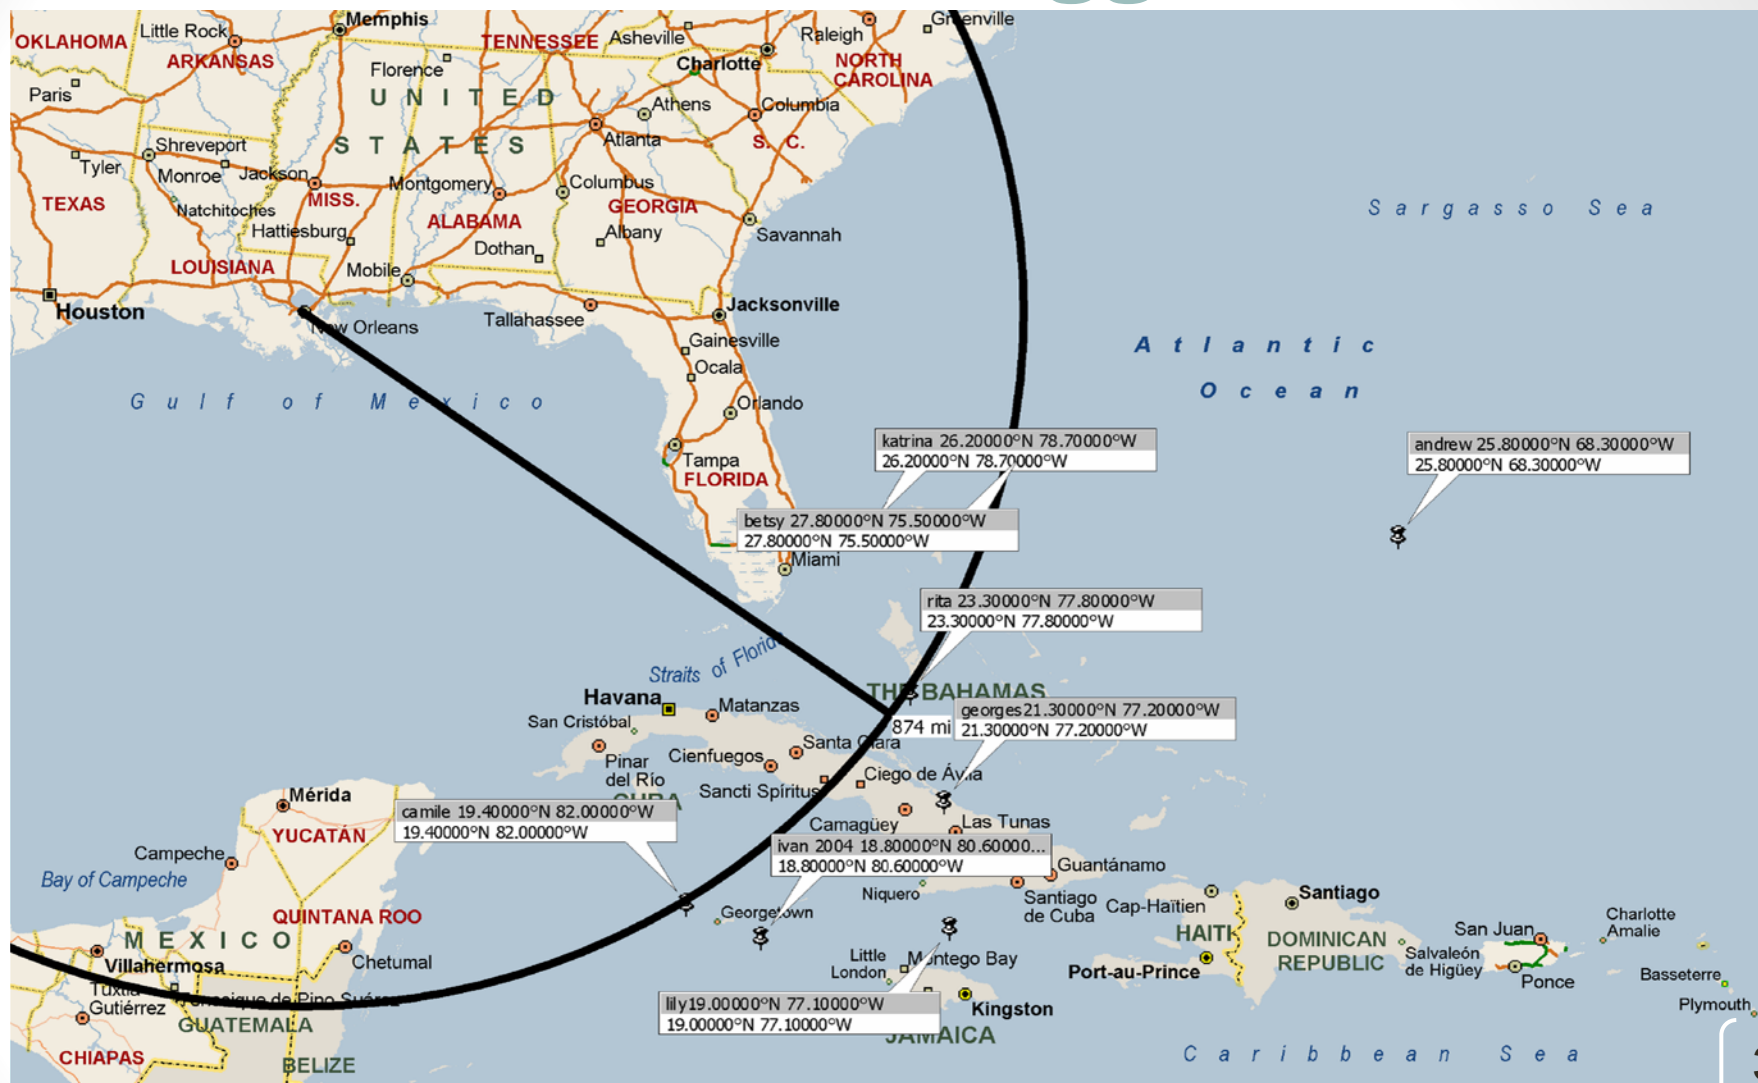 Memphis
Greenville
Little Rock
Asheville
Raleigh
OKLAHOMA
TENNESSEE
ARKANSAS
Charlotte
NORTH
CAROLINA
Florence
Paris
UNITED
Athens
Columbia
Atlanta
STATES
S. C.
Shreveport
Tyler
Monroe
Jackson
Montgomery
Columbus
TEXAS
MISS.
GEORGIA
Natchitoches
ALABAMA
Sargasso Sea
Hattiesburg
Albany
Savannah
Dothan
LOUISIANA
Mobile
Houston
Jacksonville
New Orleans
Tallahassee
Gainesville
Atlantic
Ocean
Ocala
Gulf of Mexico
Orlando
katrina 26.20000°N 78.70000°W
26.20000°N 78.70000°W
andrew 25.80000°N 68.30000°W
25.80000°N 68.30000°W
Tampa
FLORIDA
betsy 27.80000°N 75.50000°W
27.80000°N 75.50000°W
Miami
rita 23.30000°N 77.80000°W
23.30000°N 77.80000°W
Straits of Florida
THE BAHAMAS
Havana
Matanzas
San Cristóbal
874 mi
georges21.30000°N 77.20000°W
21.30000°N 77.20000°W
Santa Clara
Cienfuegos
Pinar
del Río
Ciego de Ávila
Sancti Spíritus
CUBA
Mérida
camile 19.40000°N 82.00000°W
19.40000°N 82.00000°W
YUCATÁN
Camagüey
Las Tunas
ivan 2004 18.80000°N 80.60000...
18.80000°N 80.60000°W
Campeche
Guantánamo
Bay of Campeche
Niquero
Santiago
de Cuba
Cap-Haïtien
Santiago
QUINTANA ROO
Georgetown
San Juan
Charlotte
Amalie
HAITI
DOMINICAN
REPUBLIC
MEXICO
Chetumal
Little
London
Montego Bay
Salvaleón
de Higüey
Villahermosa
Port-au-Prince
Basseterre
Ponce
Tuxtla
Gutiérrez
Tenosique de Pino Suárez
lily19.00000°N 77.10000°W
19.00000°N 77.10000°W
Kingston
Plymouth
GUATEMALA
JAMAICA
CHIAPAS
BELIZE
Caribbean Sea